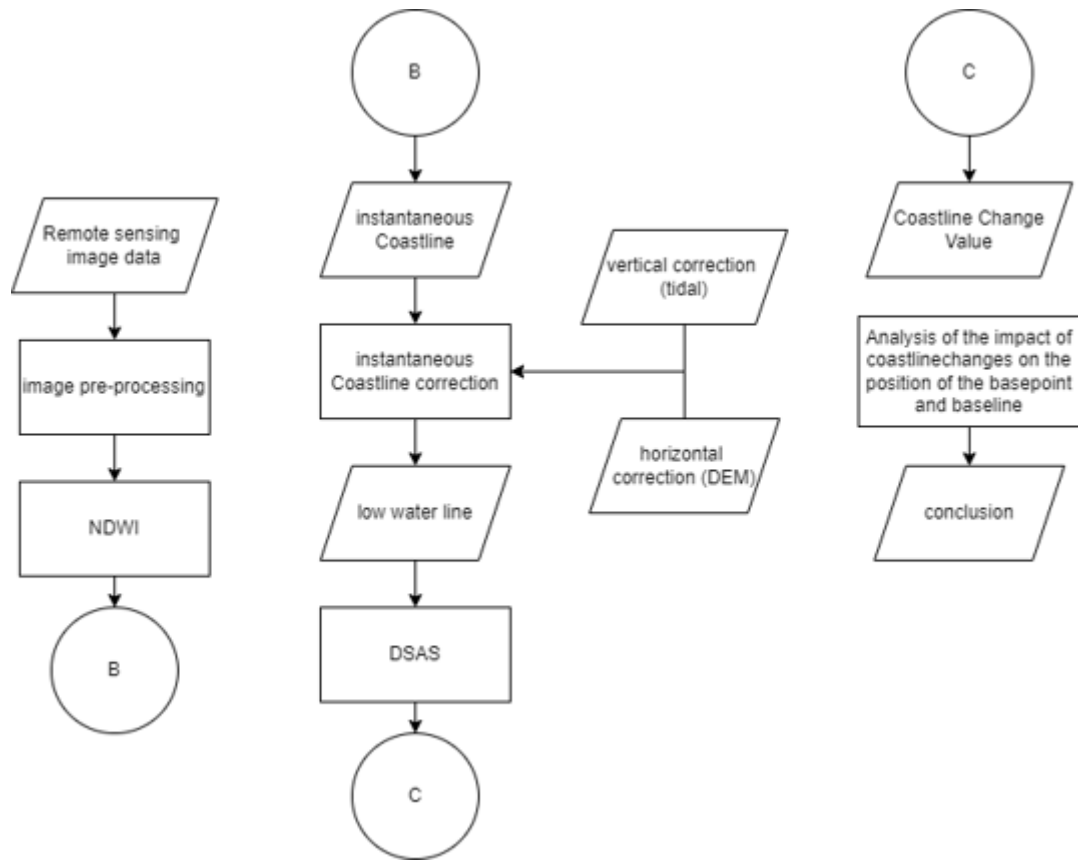 Remote sensing
image data
image pre-processing
NDWI
B
B
instantaneous
Coastline
instantaneous
Coastline correction
vertical correction
(tidal)
horizontal
correction (DEM)
low water line
DSAS
C
C
Coastline Change
Value
Analysis of the impact of
coastlinechanges on the
position of the basepoint
and baseline
conclusion